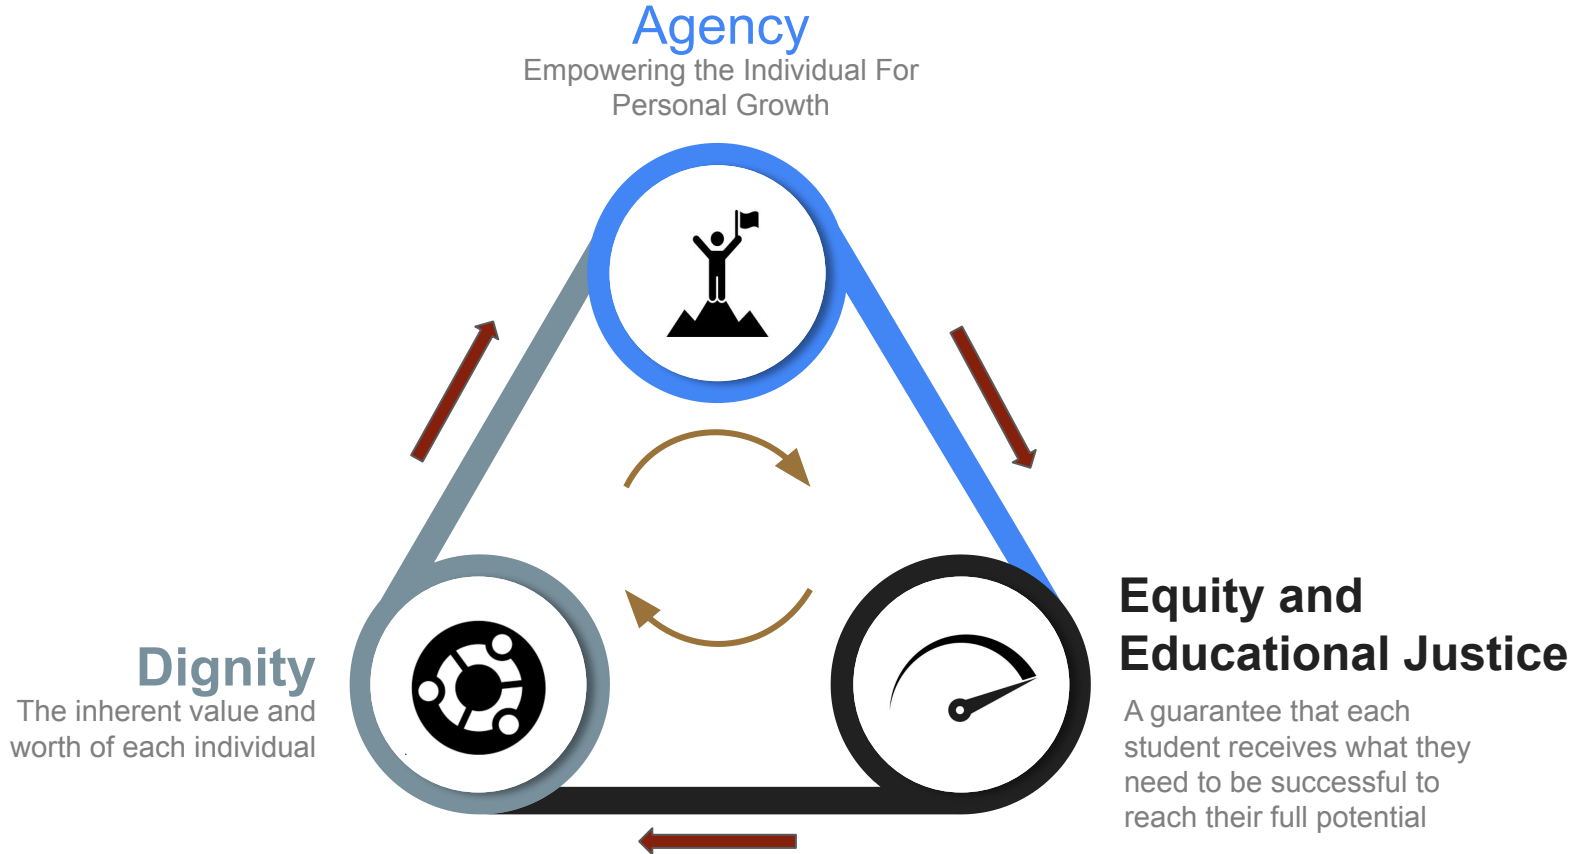 Agency
Empowering the Individual For
Personal Growth
Dignity
The inherent value and
worth of each individual
Equity and
Educational Justice
A guarantee that each
student receives what they
need to be successful to
reach their full potential